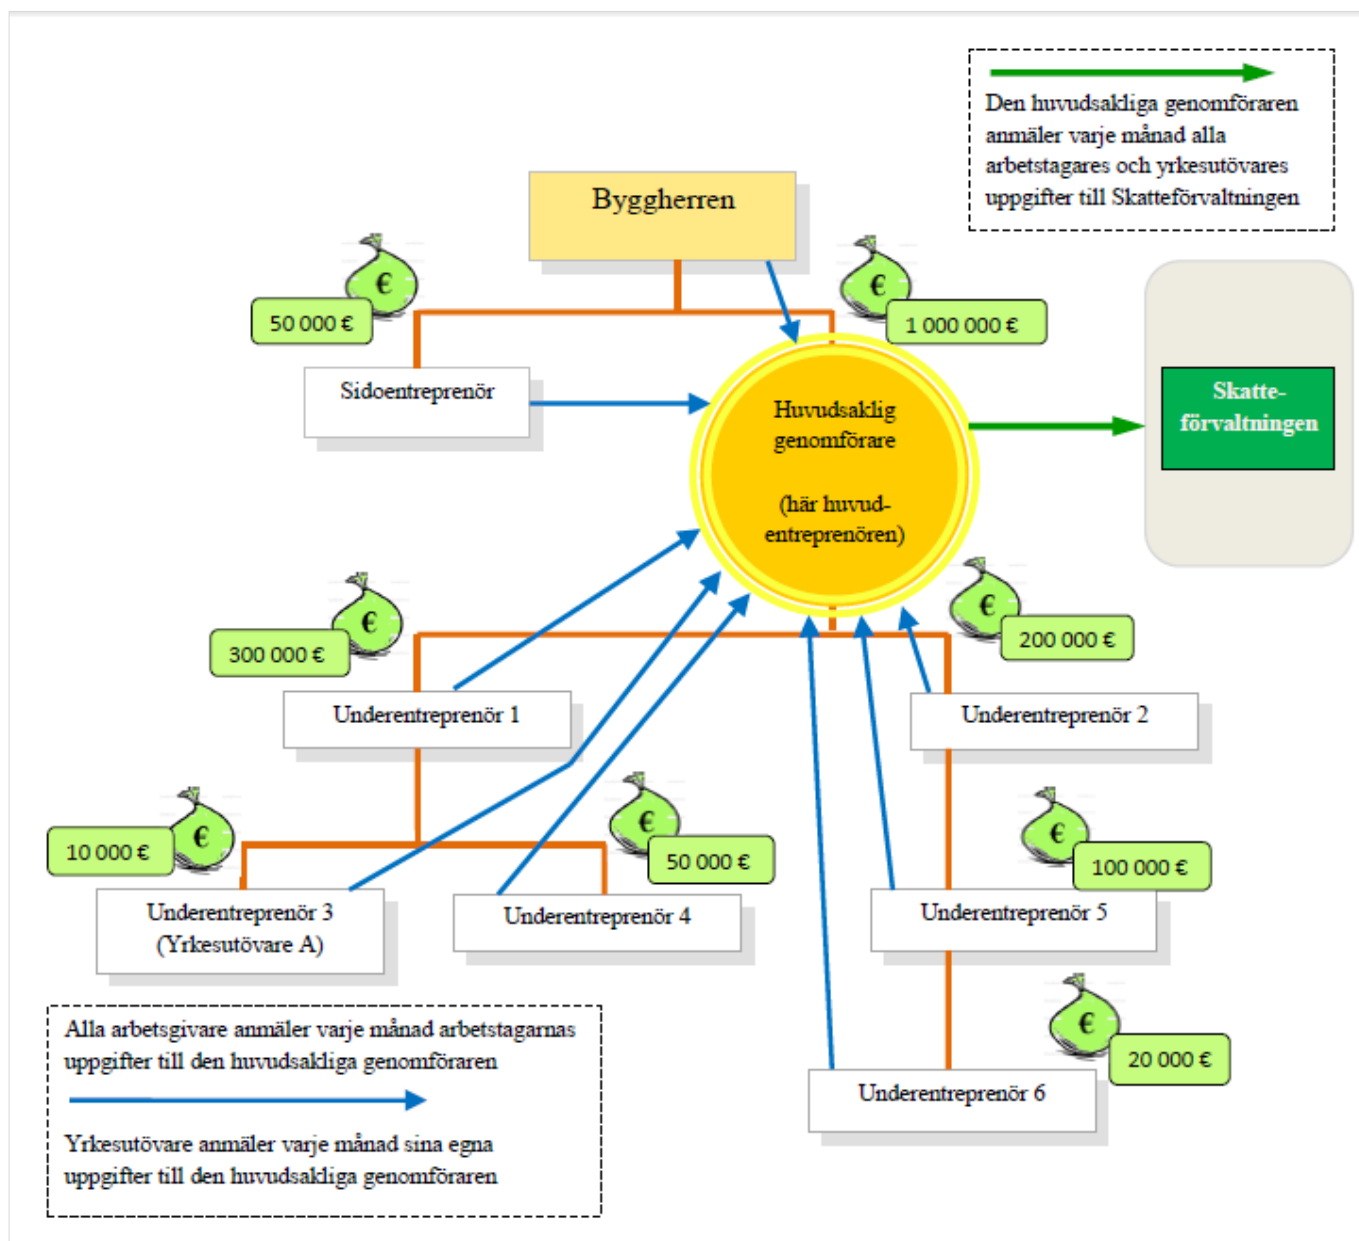 Den huvudsakliga genomföraren
anmäler varje månad alla
arbetstagares och yrkesutövares
uppgifter till Skatteförvaltningen
Byggherren
€
50 000 €
€
1 000 000 €
Sidoentreprenör
Huvudsaklig
genomförare
(här huvud-
entreprenören)
Skatte-
förvaltningen
€
300 000 €
€
200 000 €
Underentreprenör 1
Underentreprenör 2
€
10 000 €
€
50 000 €
€
100 000 €
Underentreprenör 3
(Yrkesutövare A)
Underentreprenör 4
Underentreprenör 5
€
20 000 €
Underentreprenör 6
Alla arbetsgivare anmäler varje månad arbetstagarnas
uppgifter till den huvudsakliga genomföraren
Yrkesutövare anmäler varje månad sina egna
uppgifter till den huvudsakliga genomföraren